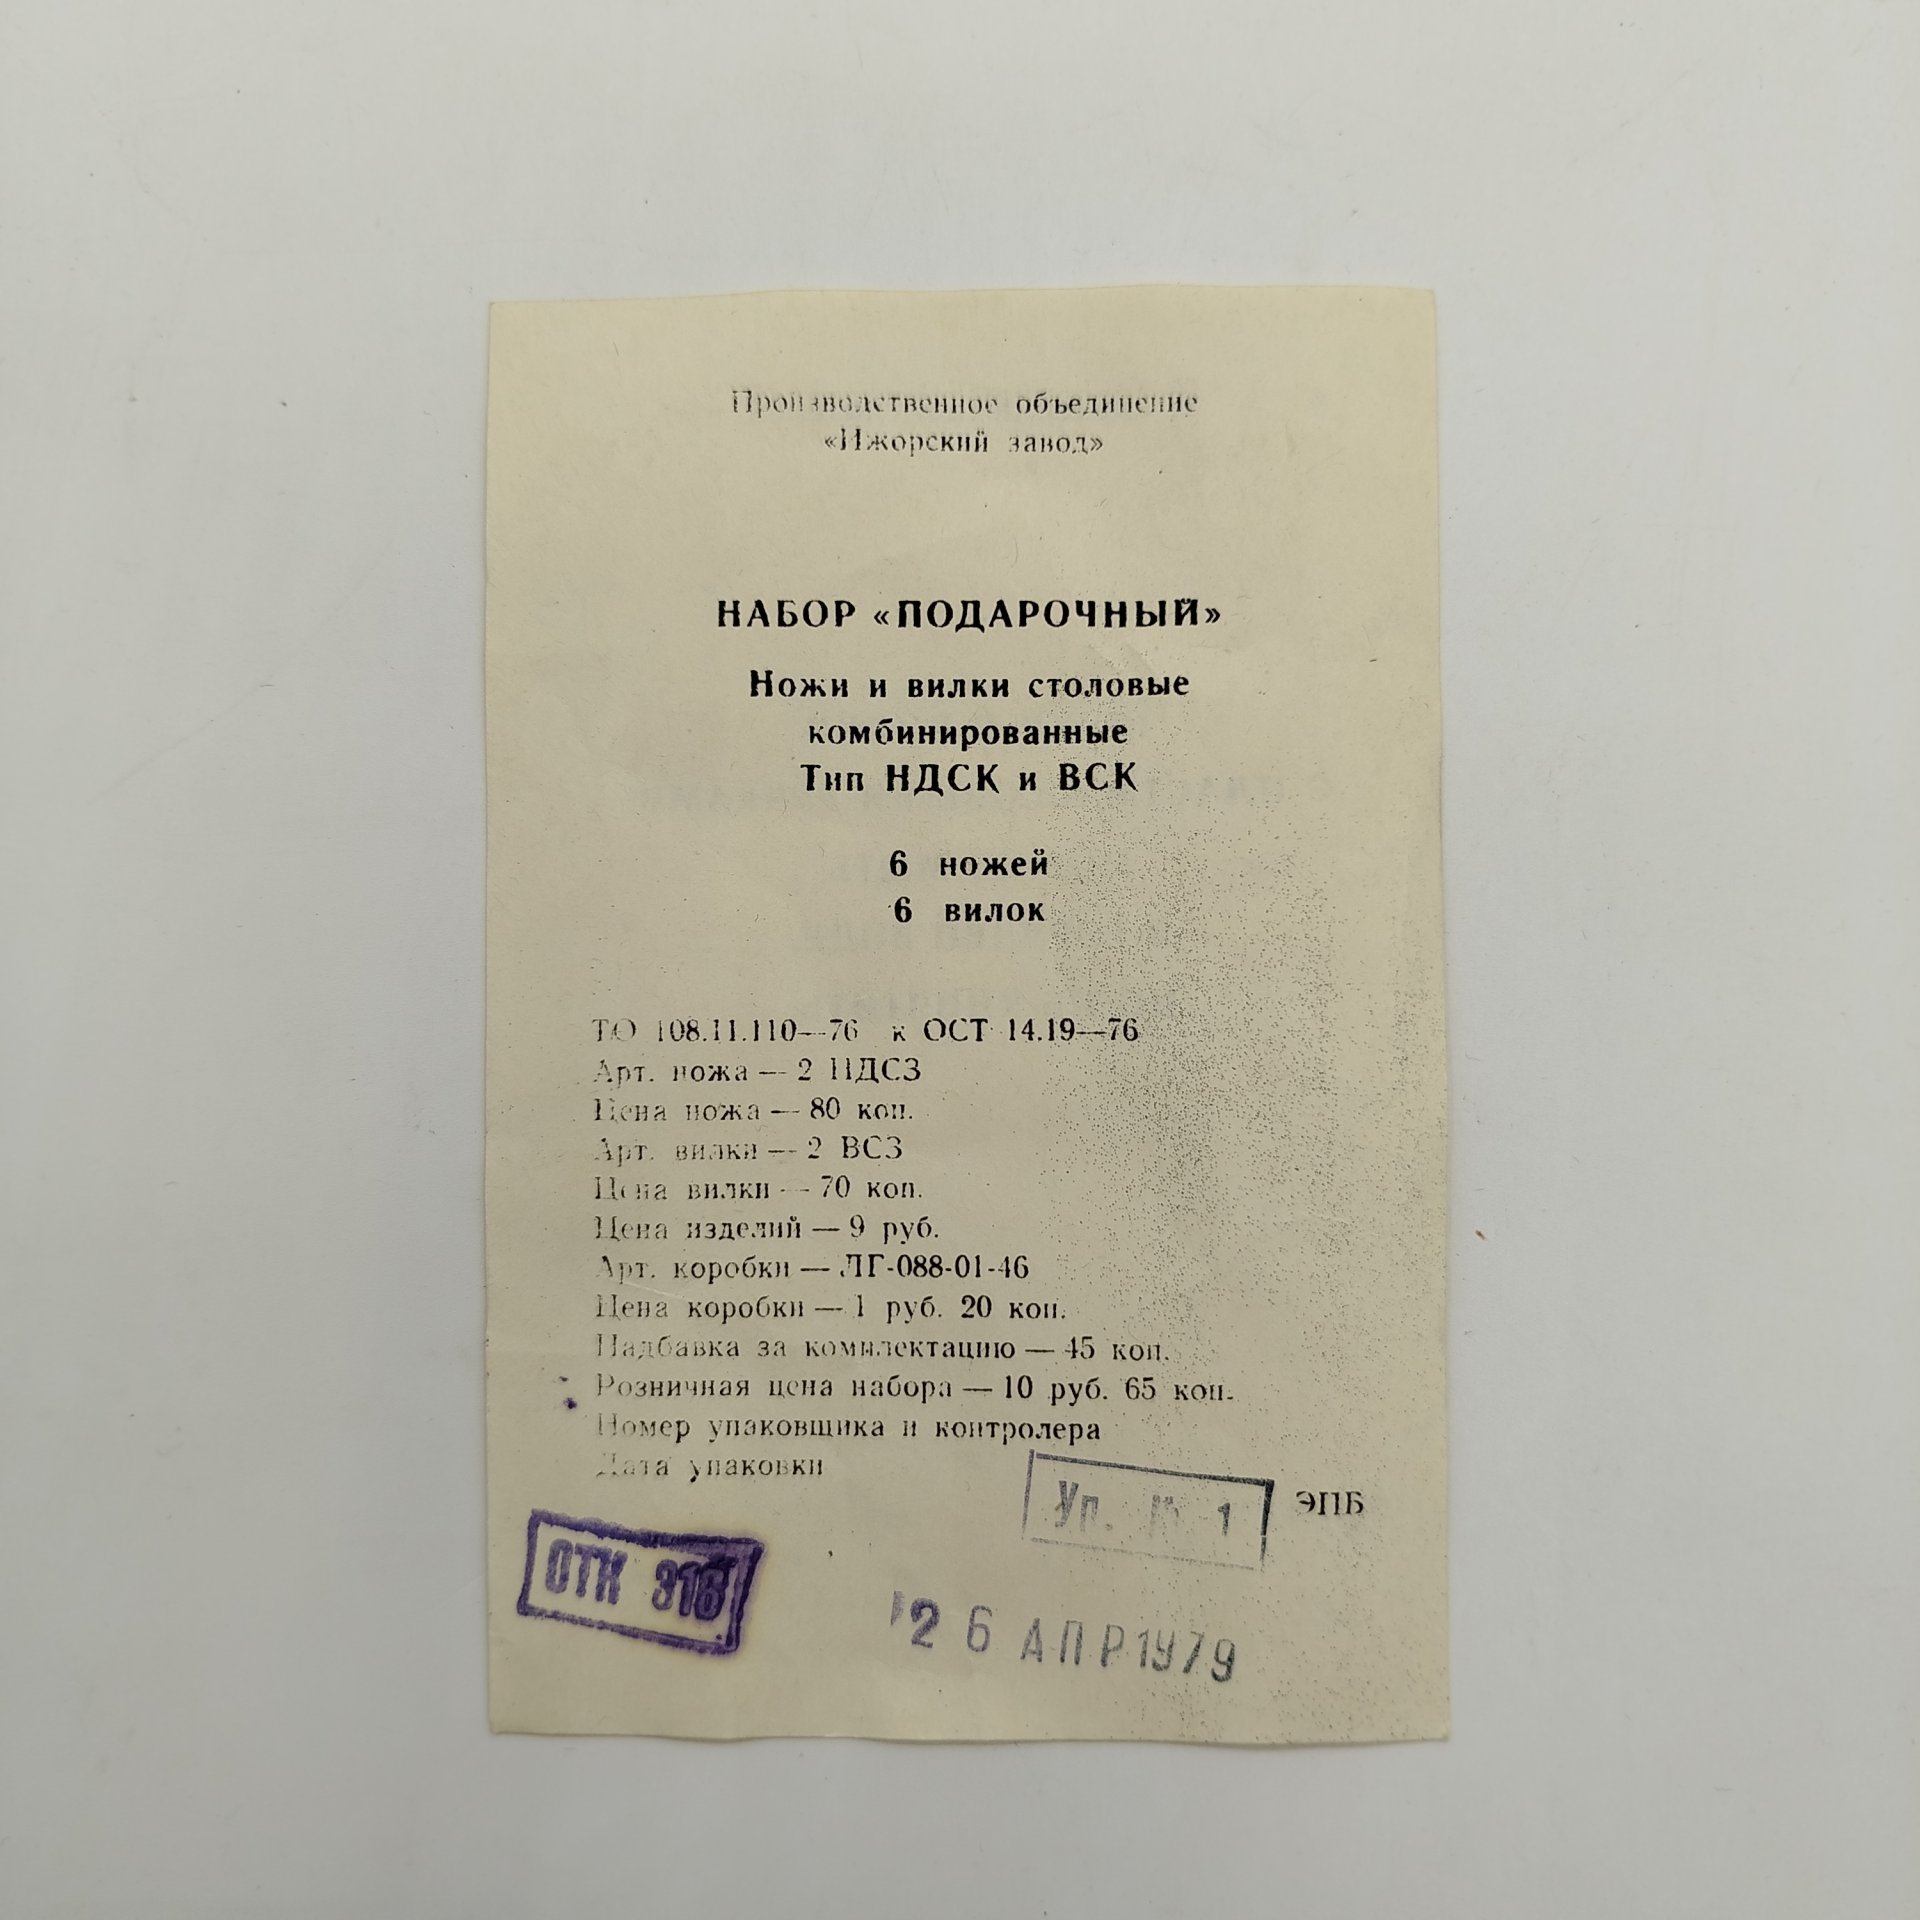 Производственное объединение
«Ижорский завод»
НАБОР «ПОДАРОЧНЫЙ»
Ножи и вилки столовые
комбинированные
Тип НДСК и ВСК
6 ножей
6 вилок
ТО 108.11.110—76 к ОСТ 14.19—76
Арт. ножа — 2 НДСЗ
Цена ножа — 80 коп.
Арт. вилки — 2 ВСЗ
Цена вилки — 70 коп.
Цена изделий — 9 руб.
Арт. коробки — ЛГ-088-01-46
Цена коробки — 1 руб. 20 коп.
Надбавка за комплектацию — 45 коп.
Розничная цена набора — 10 руб. 65 коп.
Номер упаковщика и контролера
Дата упаковки
Уп. 1
ЭПБ
ОТК 316
26 АПР 1979